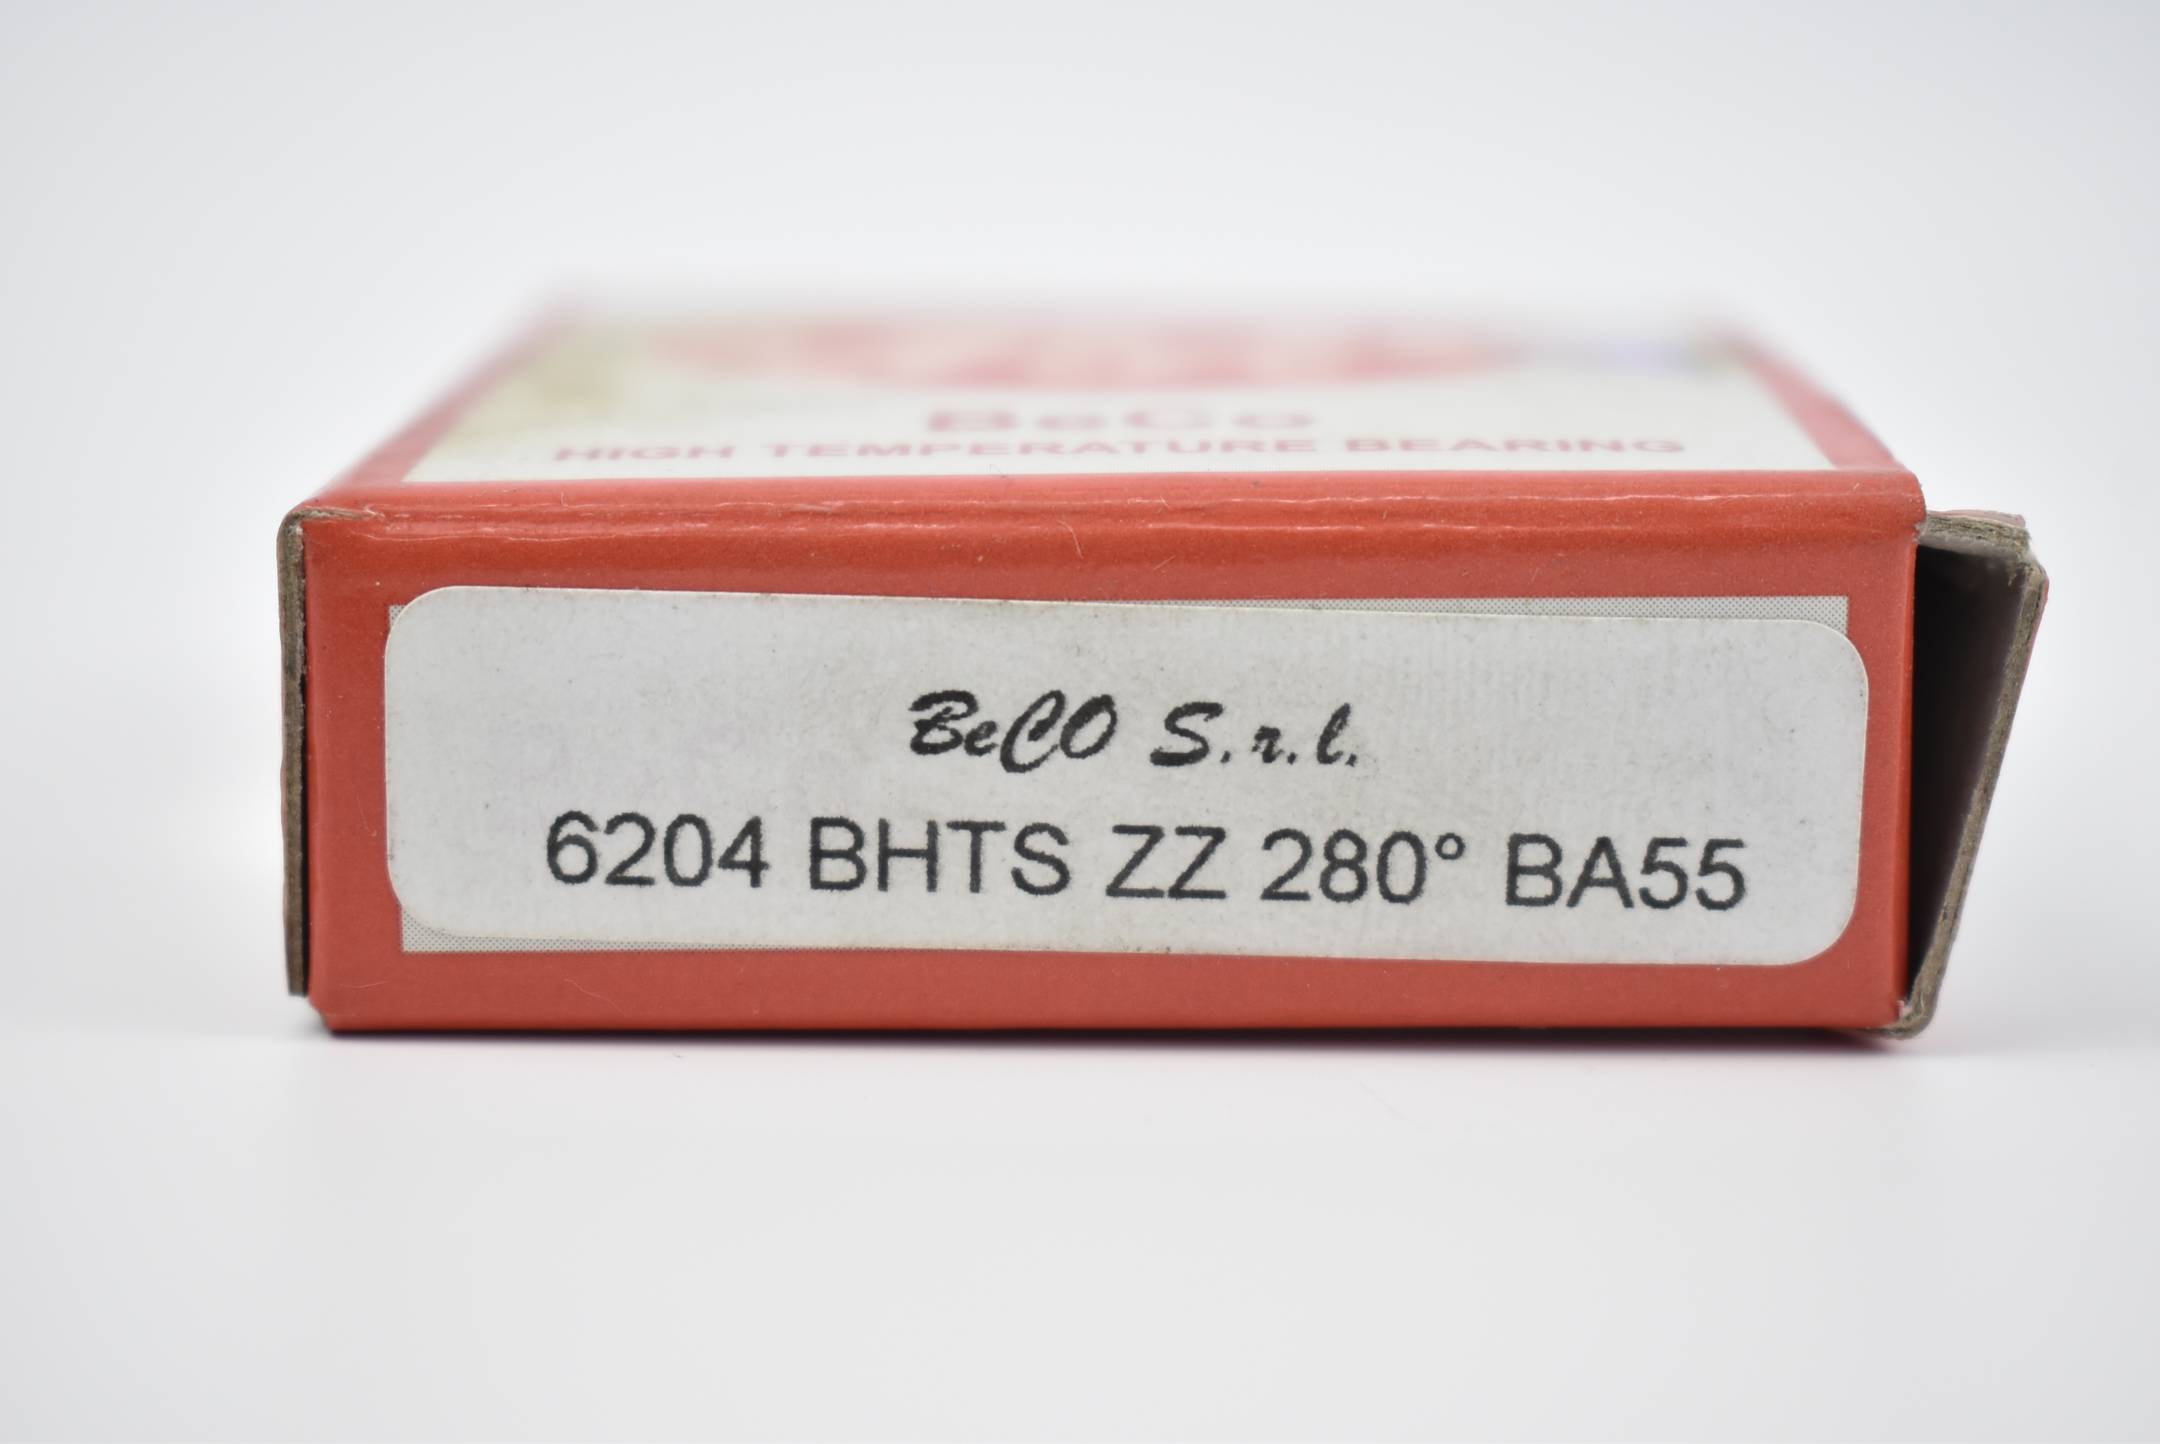 BeCo
HIGH TEMPERATURE BEARING
BeCO S.r.l.
6204 BHTS ZZ 280° BA55